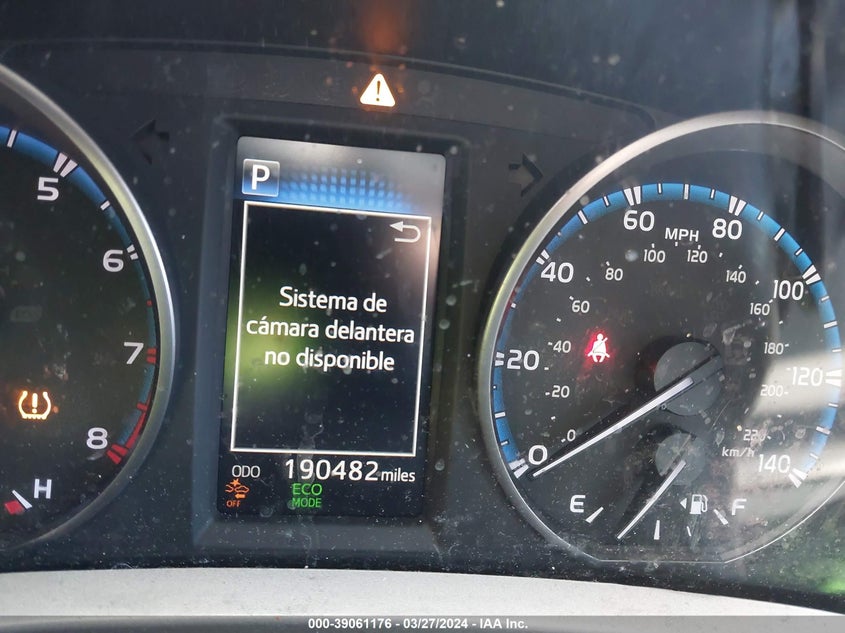 P
Sistema de
cámara delantera
no disponible
ODO 190482 miles
OFF
ECO
MODE
5
6
7
8
H
MPH
0
20
40
60
80
100
120
140
0
20
40
60
80
100
120
140
160
180
200
220
km/h
E
F
000-39061176 - 03/27/2024 - IAA Inc.